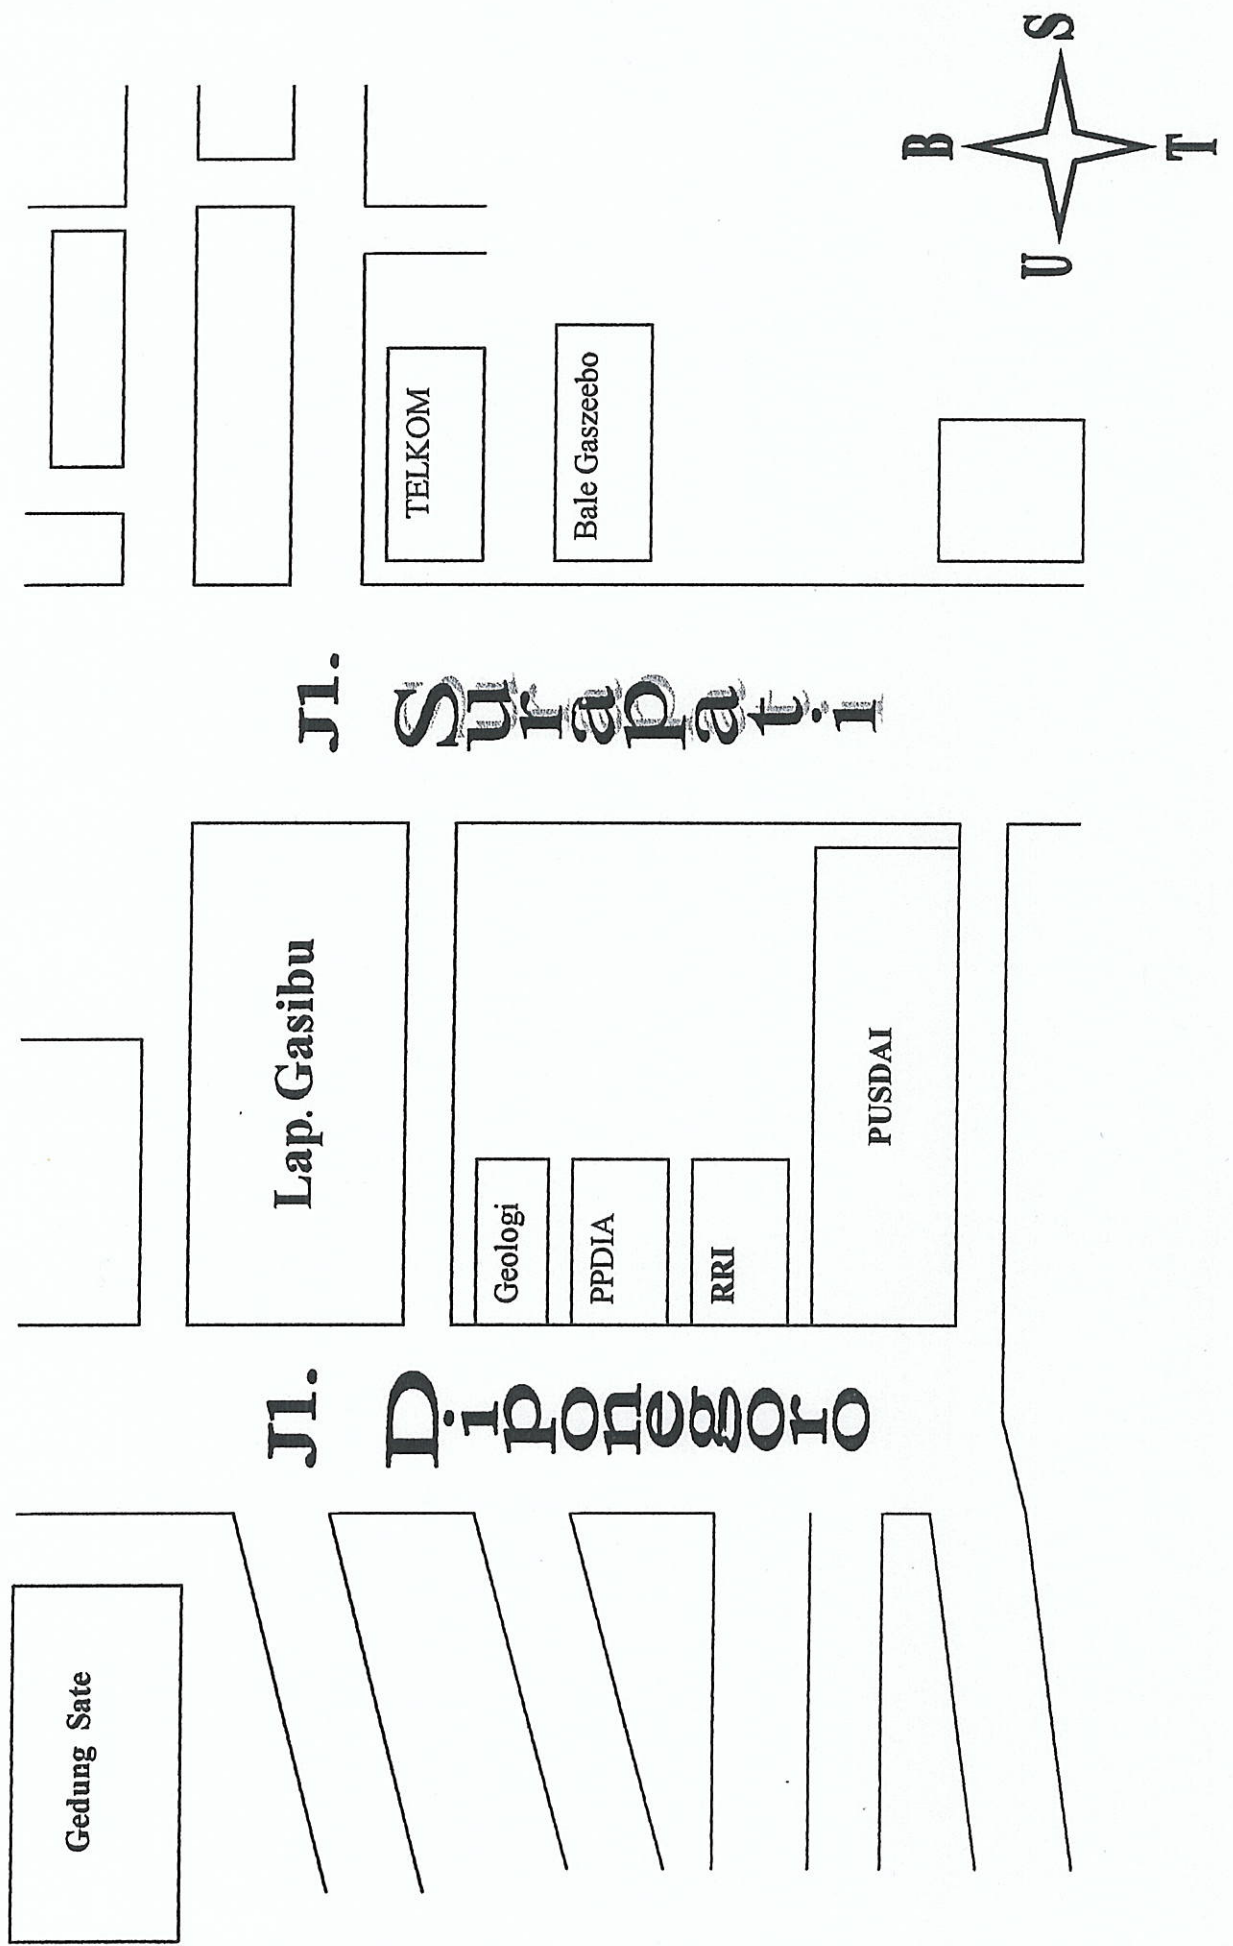 Gedung Sate
Jl.
Diponegoro
Lap. Gasibu
Jl.
Surapati
TELKOM
Geologi
Bale Gaszeebo
PPDIA
RRI
PUSDAI
B
U
S
T